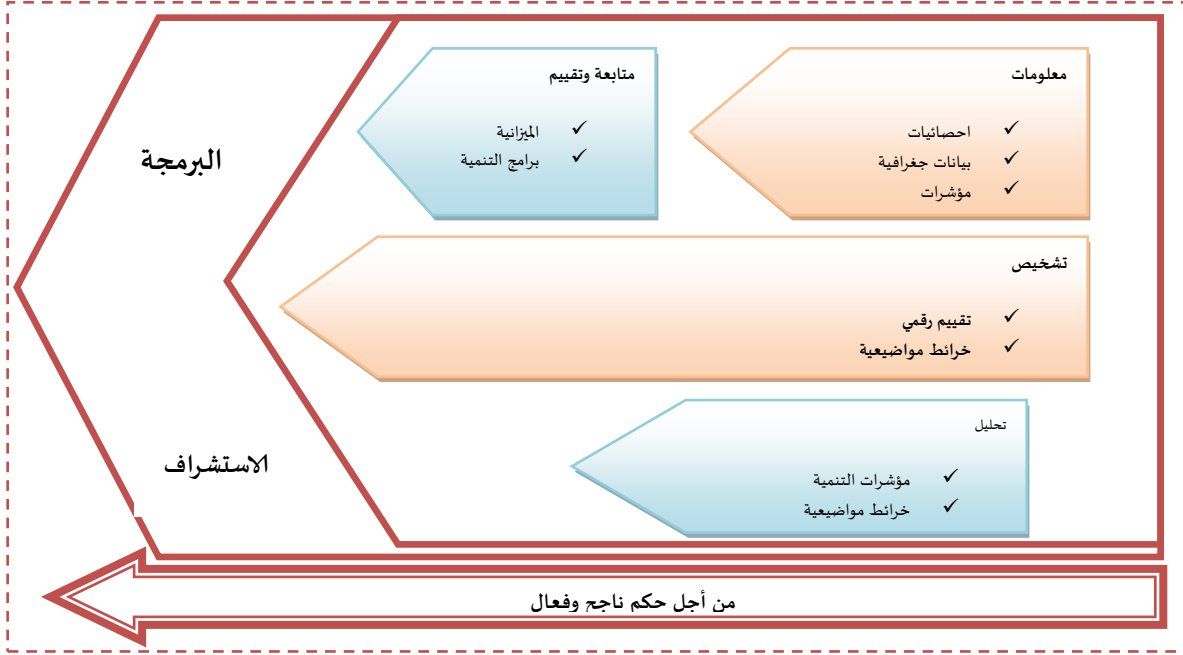 معلومات
احصائيات
بيانات جغرافية
مؤشرات
متابعة وتقييم
الميزانية
برامج التنمية
تشخيص
تقييم رقمي
خرائط مواضيعية
تحليل
مؤشرات التنمية
خرائط مواضيعية
البرمجة
الاستشراف
من أجل حكم ناجح وفعال